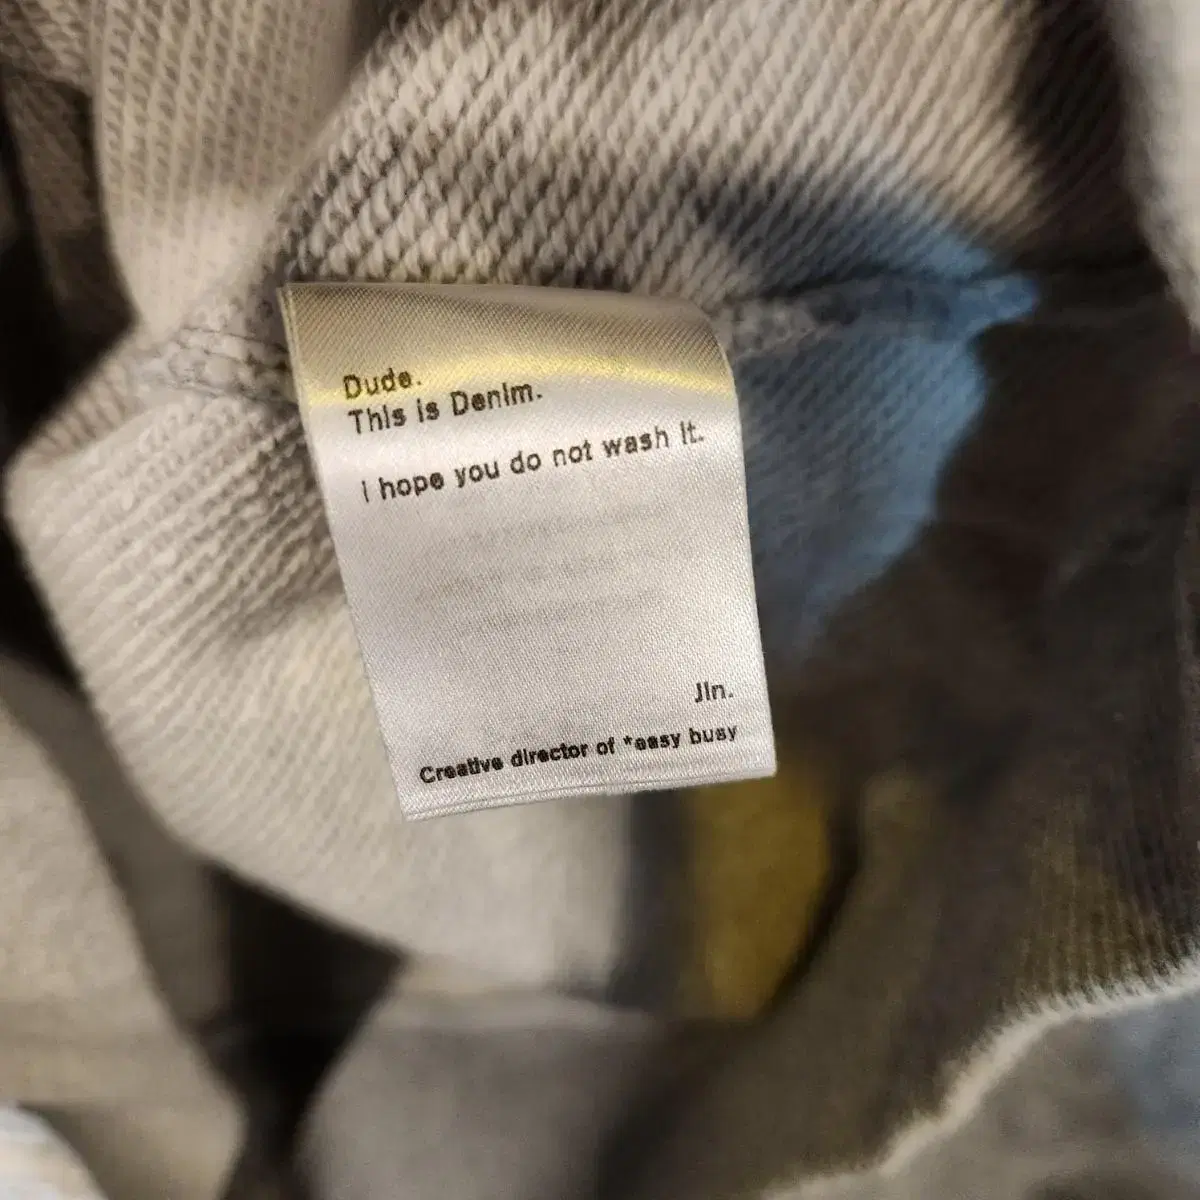 Dude.
This is Denim.
I hope you do not wash it.
Jin.
Creative director of *easy busy